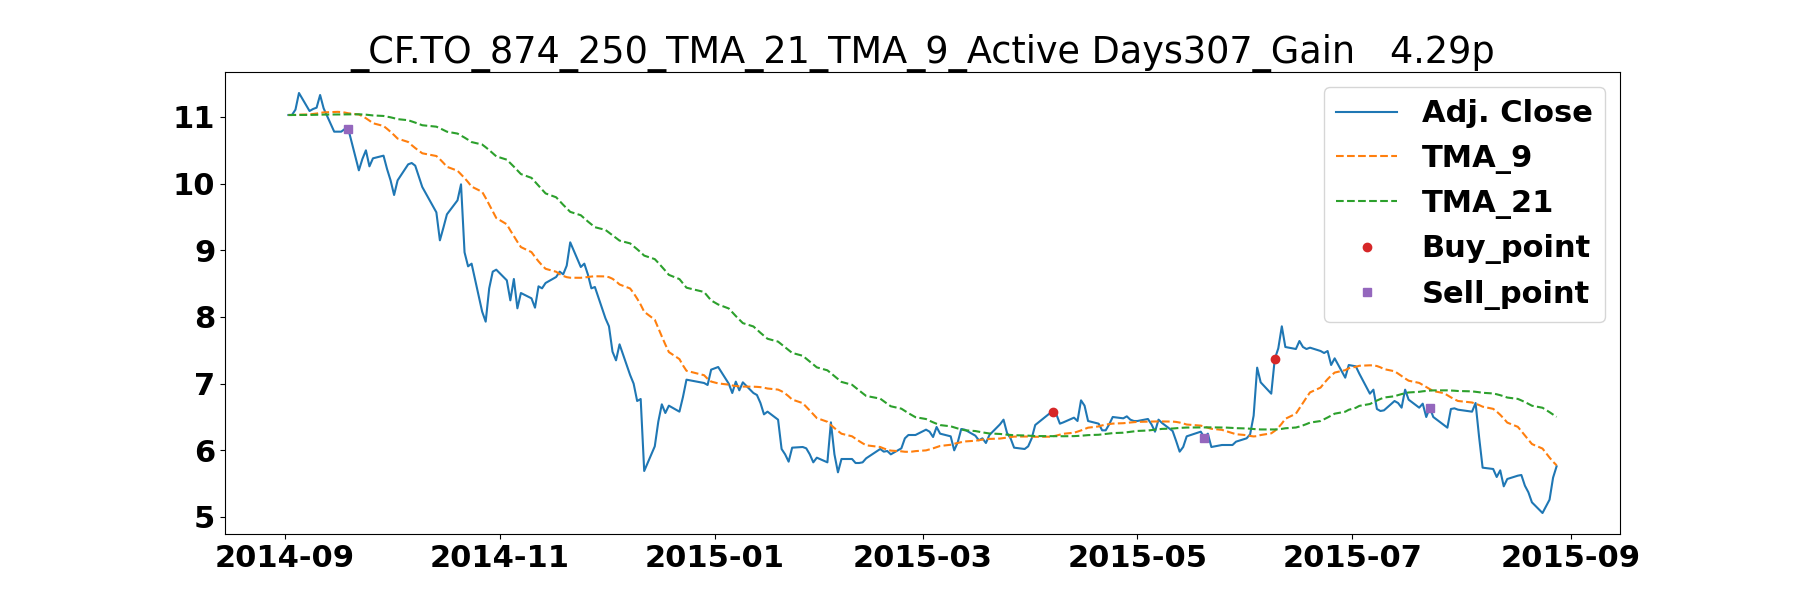 _CF.TO_874_250_TMA_21_TMA_9_Active Days307_Gain   4.29p
11
10
9
8
7
6
5
2014-09
2014-11
2015-01
2015-03
2015-05
2015-07
2015-09
Adj. Close
TMA_9
TMA_21
Buy_point
Sell_point